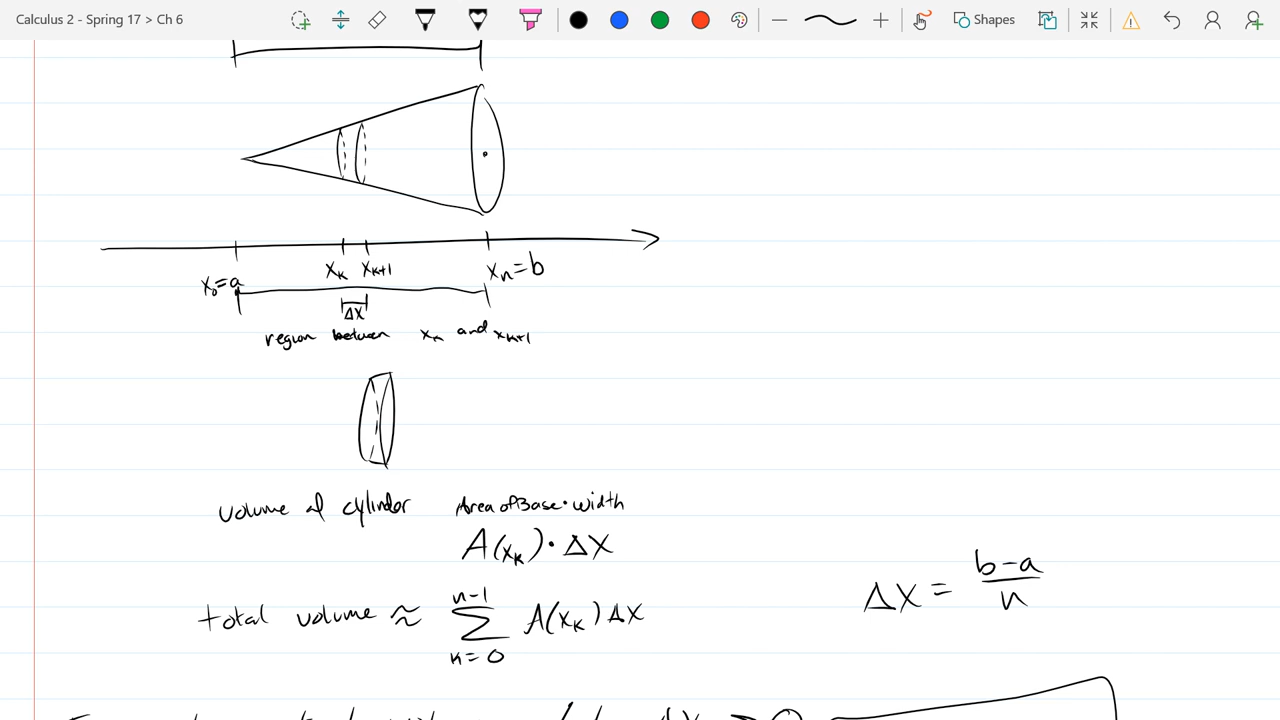 Calculus 2 - Spring 17 > Ch 6
Shapes
x₀=a xₖ xₖ₊₁ xₙ=b
Δx
region between xₖ and xₖ₊₁
volume of cylinder Area of Base · width
A(xₖ) · Δx
Δx = (b-a)/n
total volume ≈ n-1 Σ k=0 A(xₖ) Δx